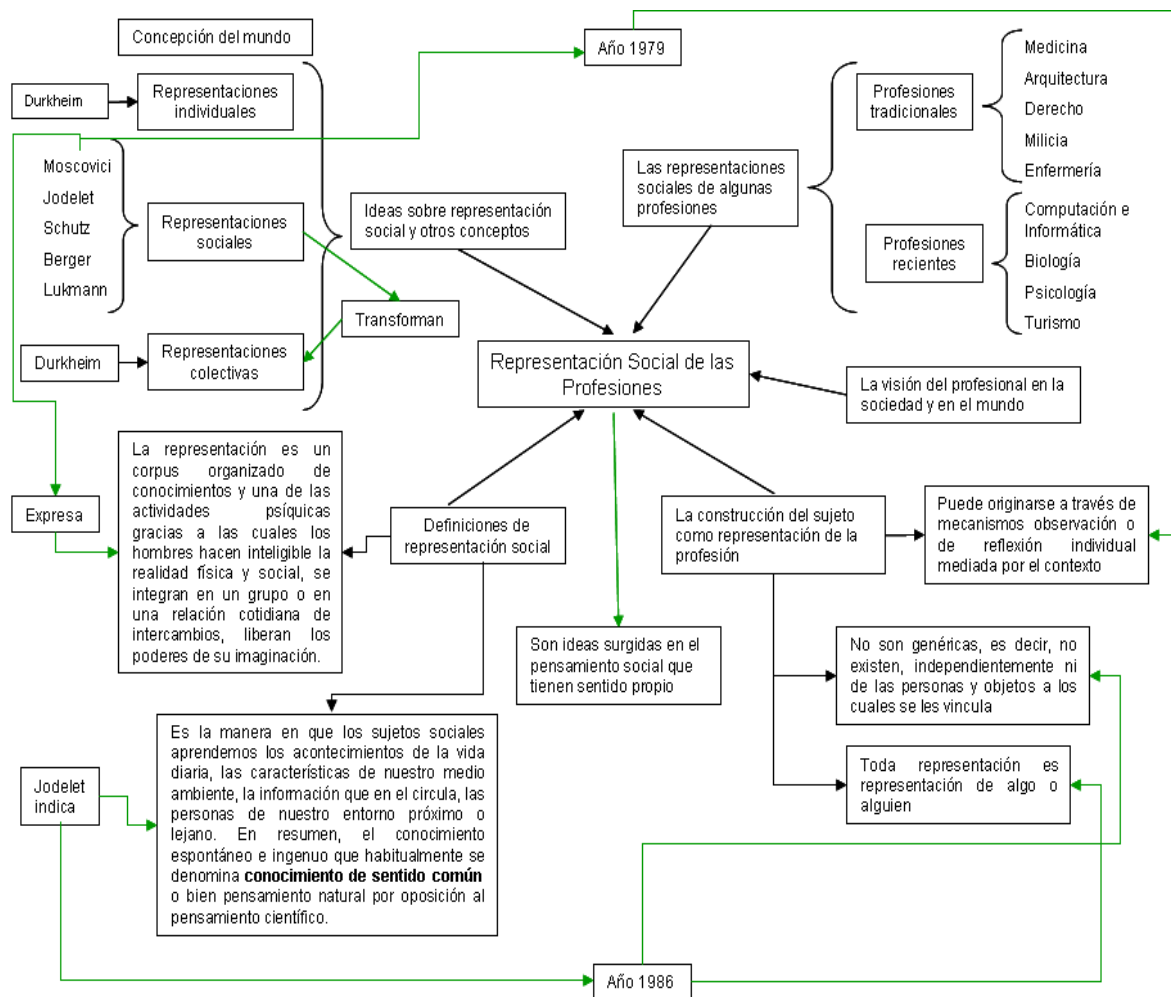 Concepción del mundo
Año 1979
Durkheim
Representaciones
individuales
Moscovici
Jodelet
Schutz
Berger
Lukmann
Representaciones
sociales
Durkheim
Representaciones
colectivas
Transforman
Ideas sobre representación
social y otros conceptos
Las representaciones
sociales de algunas
profesiones
Profesiones
tradicionales
Medicina
Arquitectura
Derecho
Milicia
Enfermería
Profesiones
recientes
Computación e
Informática
Biología
Psicología
Turismo
Representación Social de las
Profesiones
La visión del profesional en la
sociedad y en el mundo
Expresa
La representación es un
corpus organizado de
conocimientos y una de las
actividades psíquicas
gracias a las cuales los
hombres hacen inteligible la
realidad física y social, se
integran en un grupo o en
una relación cotidiana de
intercambios, liberan los
poderes de su imaginación.
Definiciones de
representación social
La construcción del sujeto
como representación de la
profesión
Puede originarse a través de
mecanismos observación o
de reflexión individual
mediada por el contexto
Son ideas surgidas en el
pensamiento social que
tienen sentido propio
No son genéricas, es decir, no
existen, independientemente ni
de las personas y objetos a los
cuales se les vincula
Toda representación es
representación de algo o
alguien
Jodelet
indica
Es la manera en que los sujetos sociales
aprendemos los acontecimientos de la vida
diaria, las características de nuestro medio
ambiente, la información que en el circula, las
personas de nuestro entorno próximo o
lejano. En resumen, el conocimiento
espontáneo e ingenuo que habitualmente se
denomina conocimiento de sentido común
o bien pensamiento natural por oposición al
pensamiento científico.
Año 1986